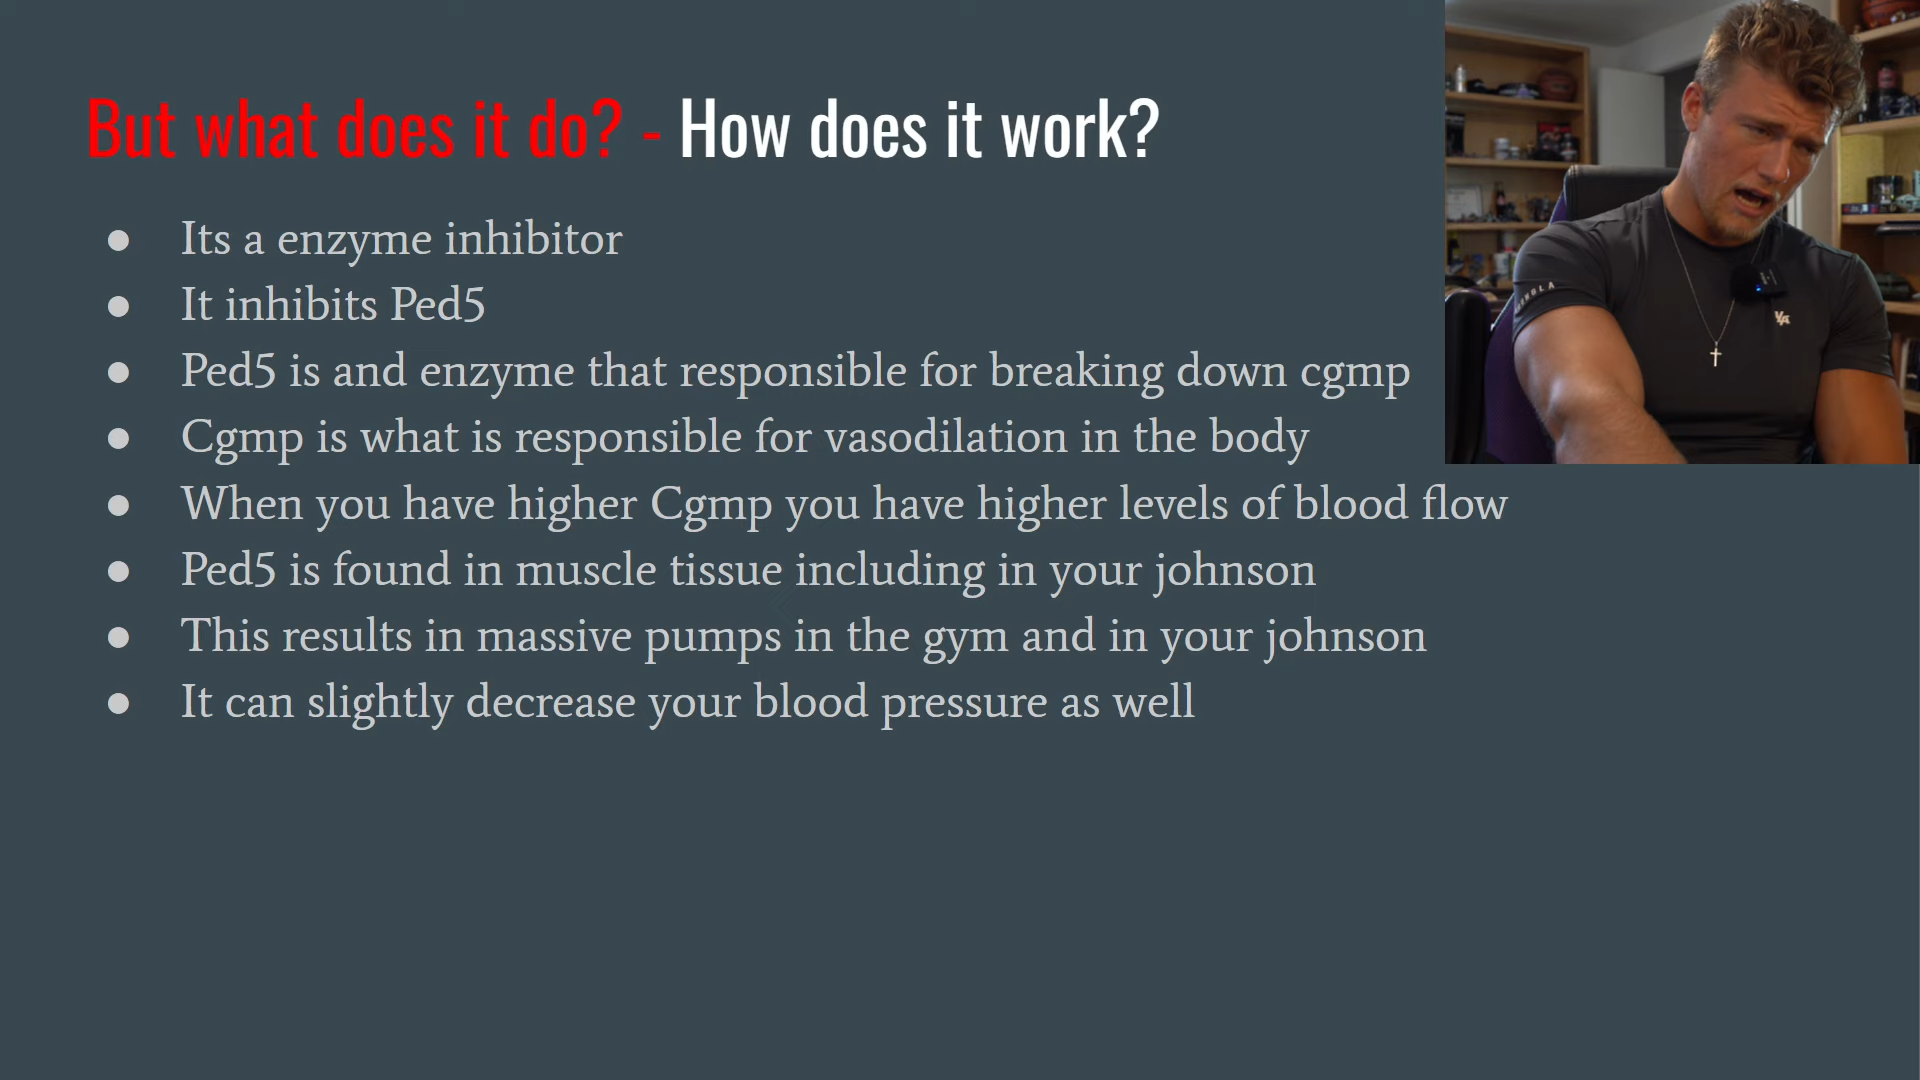 But what does it do? - How does it work?
● Its a enzyme inhibitor
● It inhibits Ped5
● Ped5 is and enzyme that responsible for breaking down cgmp
● Cgmp is what is responsible for vasodilation in the body
● When you have higher Cgmp you have higher levels of blood flow
● Ped5 is found in muscle tissue including in your johnson
● This results in massive pumps in the gym and in your johnson
● It can slightly decrease your blood pressure as well